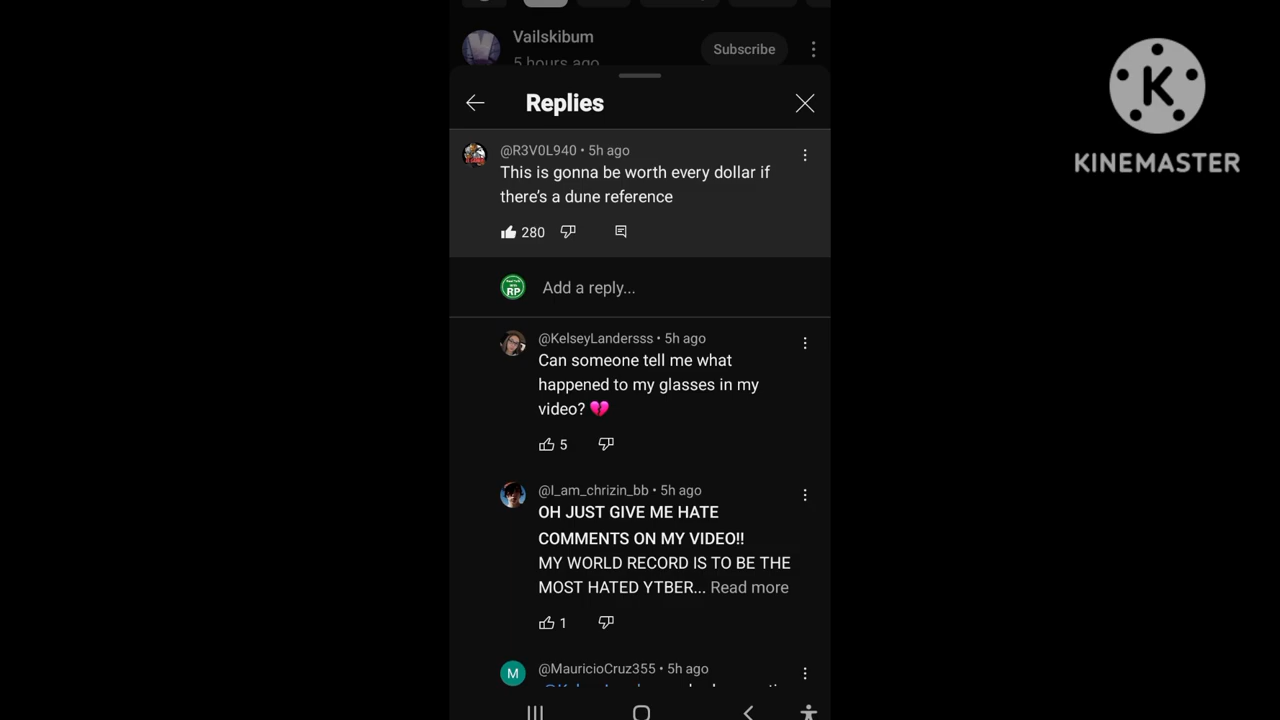 Vailskibum
Subscribe
5 hours ago
Replies
@R3V0L940 • 5h ago
This is gonna be worth every dollar if
there's a dune reference
280
RP
Add a reply...
@KelseyLandersss • 5h ago
Can someone tell me what
happened to my glasses in my
video? 💔
5
@I_am_chrizin_bb • 5h ago
OH JUST GIVE ME HATE
COMMENTS ON MY VIDEO!!
MY WORLD RECORD IS TO BE THE
MOST HATED YTBER... Read more
1
M
@MauricioCruz355 • 5h ago
K
KINEMASTER